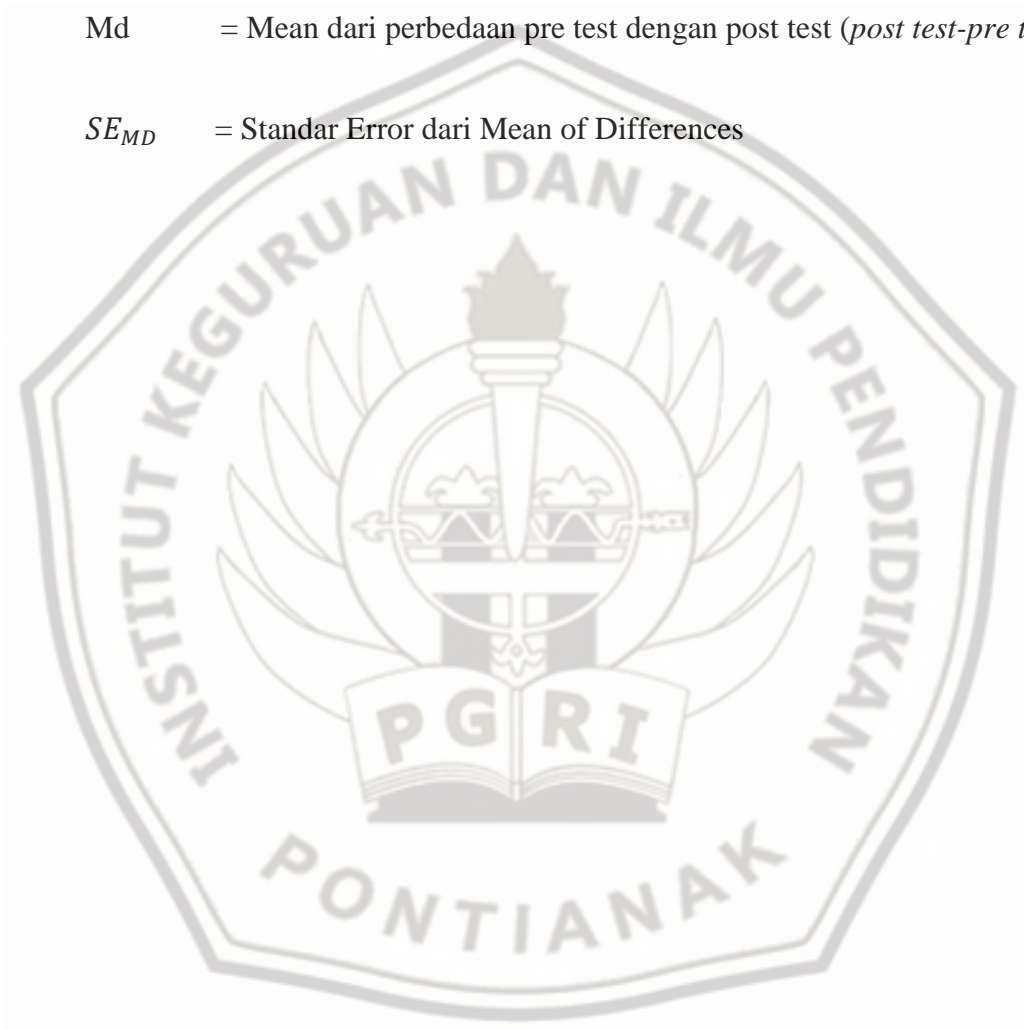 Md = Mean dari perbedaan pre test dengan post test (post test-pre t
SE_MD = Standar Error dari Mean of Differences
INSTITUT KEGURUAN DAN ILMU PENDIDIKAN
PGRI
PONTIANAK